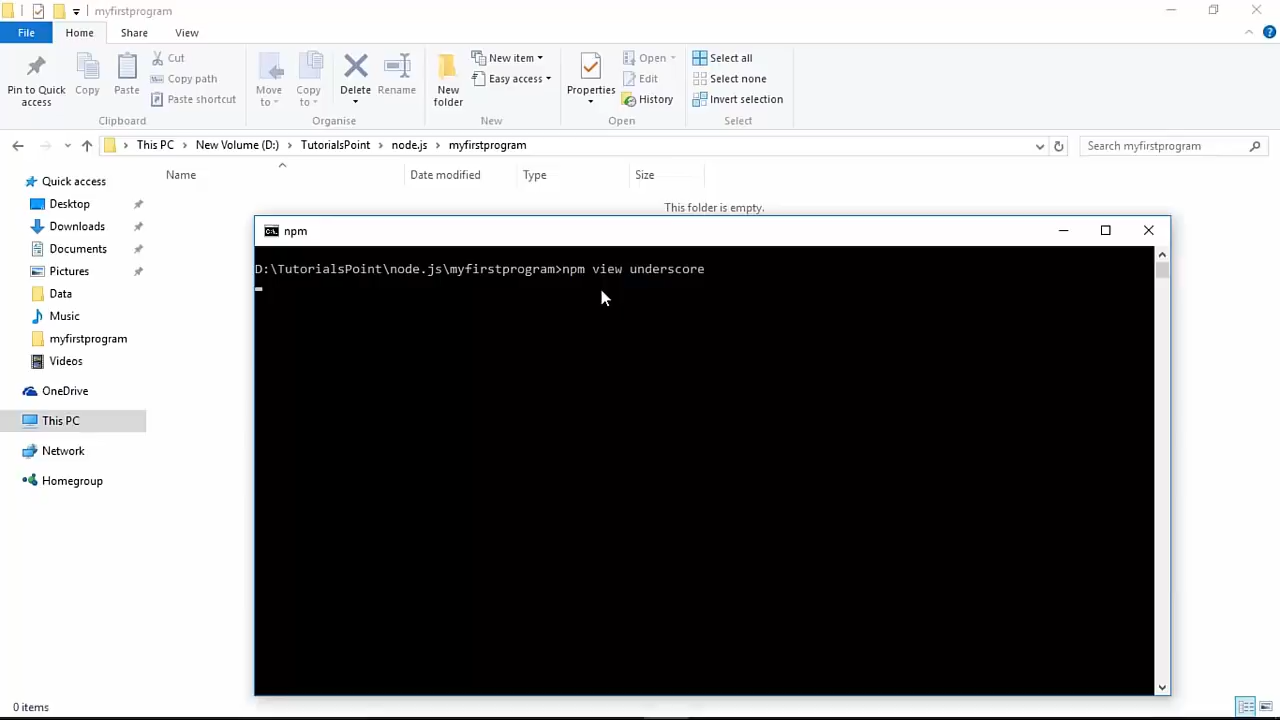 myfirstprogram
File Home Share View
Pin to Quick access
Copy
Paste
Cut
Copy path
Paste shortcut
Clipboard
Move to
Copy to
Delete
Rename
Organise
New folder
New item
Easy access
New
Properties
Open
Edit
History
Open
Select all
Select none
Invert selection
Select
This PC New Volume (D:) TutorialsPoint node.js myfirstprogram
Search myfirstprogram
Name Date modified Type Size
This folder is empty.
Quick access
Desktop
Downloads
Documents
Pictures
Data
Music
myfirstprogram
Videos
OneDrive
This PC
Network
Homegroup
C:\.
npm
D:\TutorialsPoint\node.js\myfirstprogram>npm view underscore
0 items